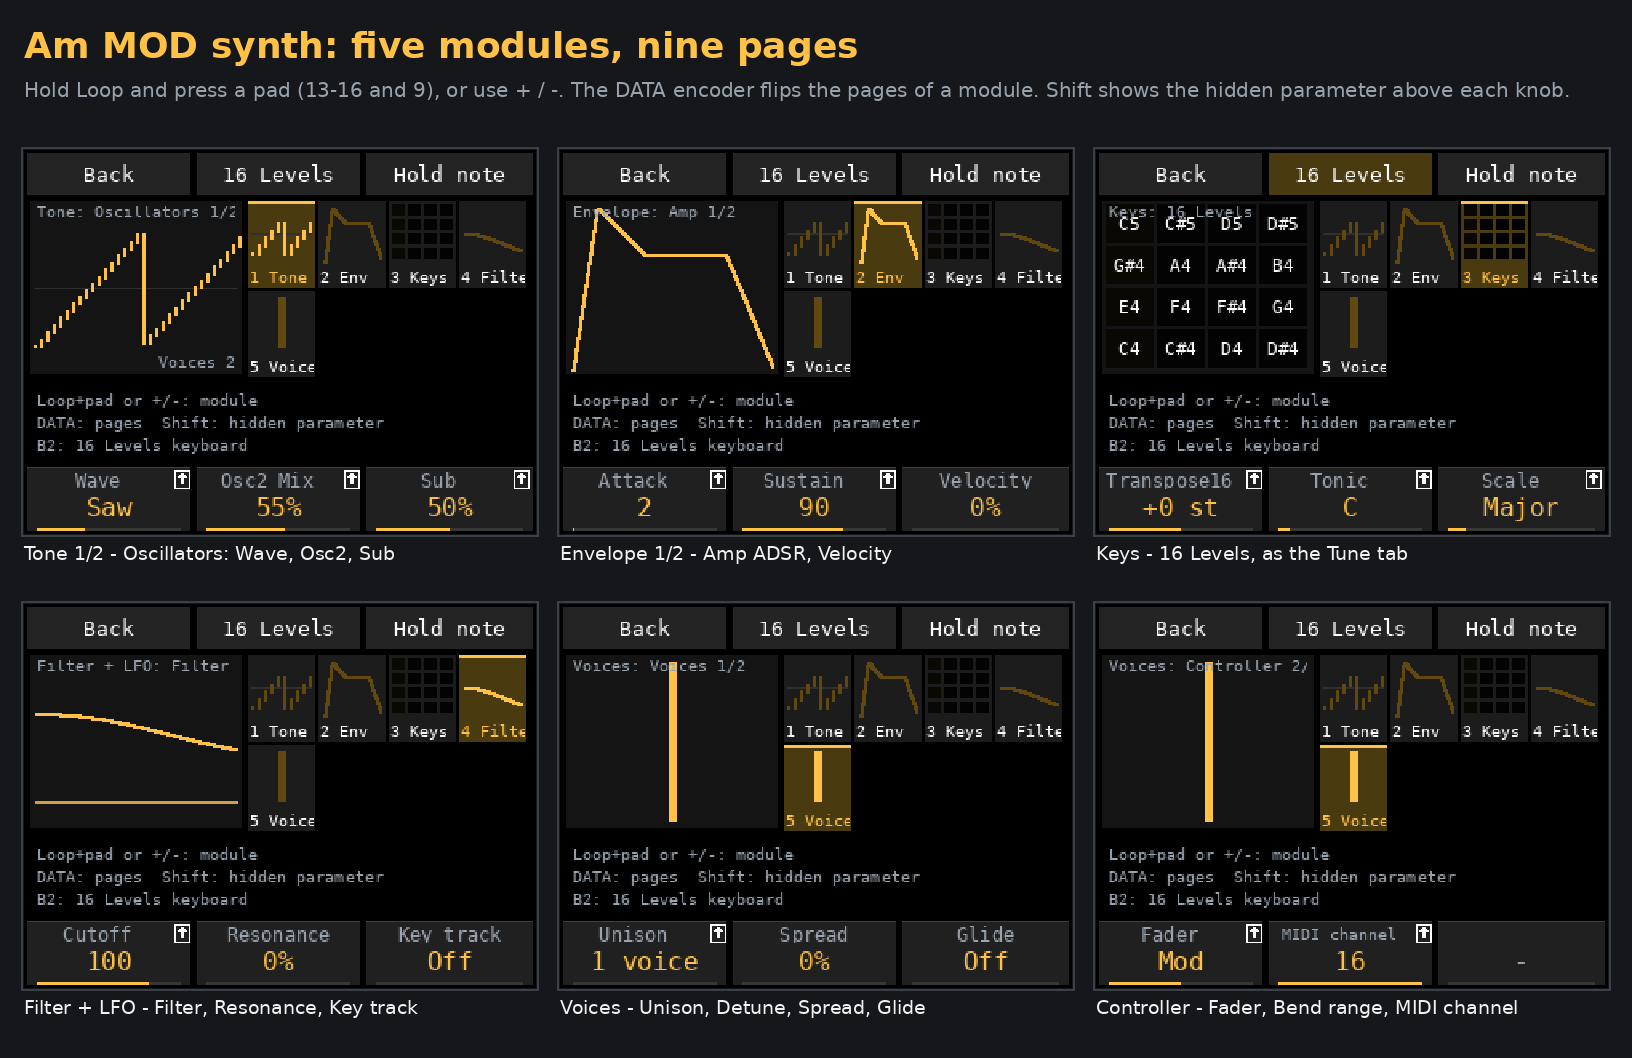 Am MOD synth: five modules, nine pages
Hold Loop and press a pad (13-16 and 9), or use + / -. The DATA encoder flips the pages of a module. Shift shows the hidden parameter above each knob.
Back 16 Levels Hold note
Tone: Oscillators 1/2
Voices 2
1 Tone 2 Env 3 Keys 4 Filte
5 Voice
Loop+pad or +/-: module
DATA: pages Shift: hidden parameter
B2: 16 Levels keyboard
Wave Osc2 Mix Sub
Saw 55% 50%
Tone 1/2 - Oscillators: Wave, Osc2, Sub
Back 16 Levels Hold note
Envelope: Amp 1/2
1 Tone 2 Env 3 Keys 4 Filte
5 Voice
Loop+pad or +/-: module
DATA: pages Shift: hidden parameter
B2: 16 Levels keyboard
Attack Sustain Velocity
2 90 0%
Envelope 1/2 - Amp ADSR, Velocity
Back 16 Levels Hold note
Keys: 16 Levels
C5 C#5 D5 D#5
G#4 A4 A#4 B4
E4 F4 F#4 G4
C4 C#4 D4 D#4
1 Tone 2 Env 3 Keys 4 Filte
5 Voice
Loop+pad or +/-: module
DATA: pages Shift: hidden parameter
B2: 16 Levels keyboard
Transpose16 Tonic Scale
+0 st C Major
Keys - 16 Levels, as the Tune tab
Back 16 Levels Hold note
Filter + LFO: Filter
1 Tone 2 Env 3 Keys 4 Filte
5 Voice
Loop+pad or +/-: module
DATA: pages Shift: hidden parameter
B2: 16 Levels keyboard
Cutoff Resonance Key track
100 0% Off
Filter + LFO - Filter, Resonance, Key track
Back 16 Levels Hold note
Voices: Voices 1/2
1 Tone 2 Env 3 Keys 4 Filte
5 Voice
Loop+pad or +/-: module
DATA: pages Shift: hidden parameter
B2: 16 Levels keyboard
Unison Spread Glide
1 voice 0% Off
Voices - Unison, Detune, Spread, Glide
Back 16 Levels Hold note
Voices: Controller 2/
1 Tone 2 Env 3 Keys 4 Filte
5 Voice
Loop+pad or +/-: module
DATA: pages Shift: hidden parameter
B2: 16 Levels keyboard
Fader MIDI channel
Mod 16 -
Controller - Fader, Bend range, MIDI channel